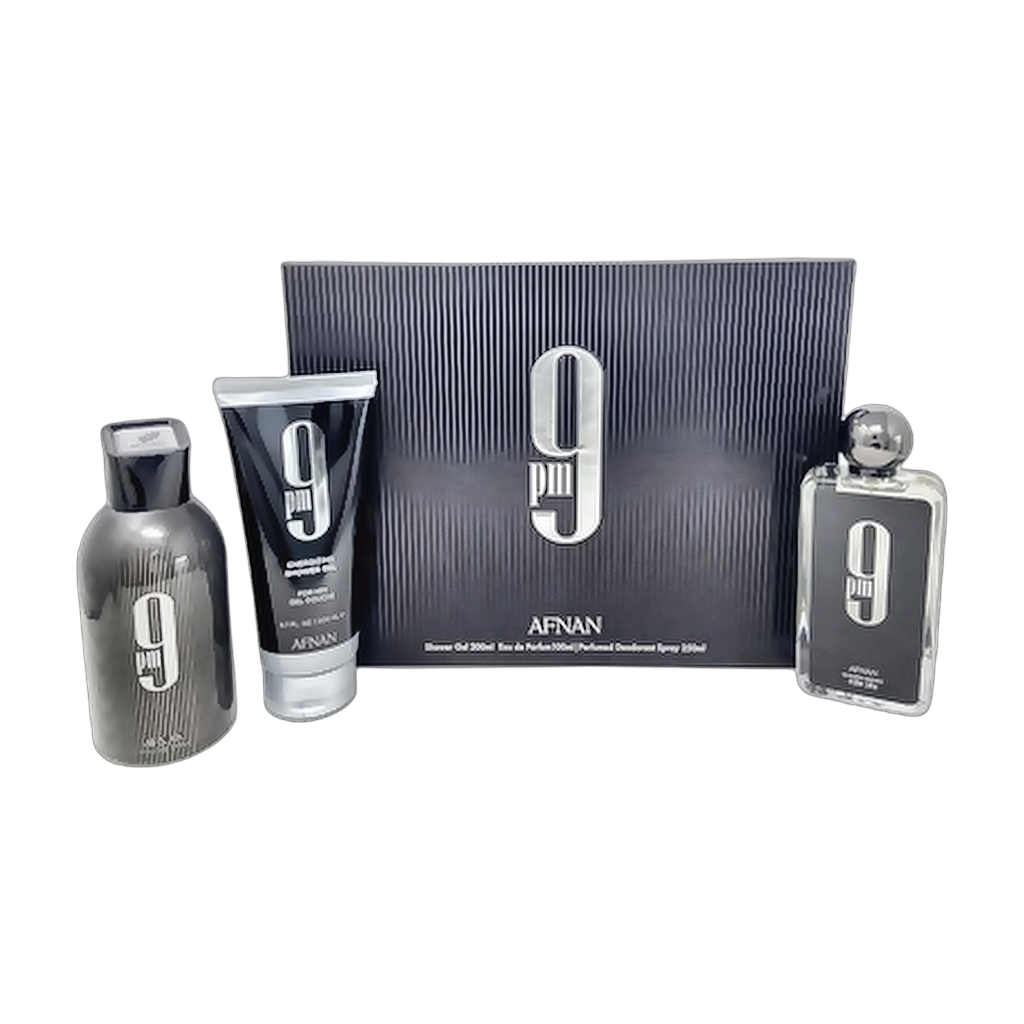 9
pm
AFNAN
Shower Gel 200ml | Eau de Parfum 100ml | Perfumed Deodorant Spray 250ml
9
pm
9
pm
ENERGIZING
SHOWER GEL
FOR MEN
GEL DOUCHE
AFNAN
9
pm
AFNAN